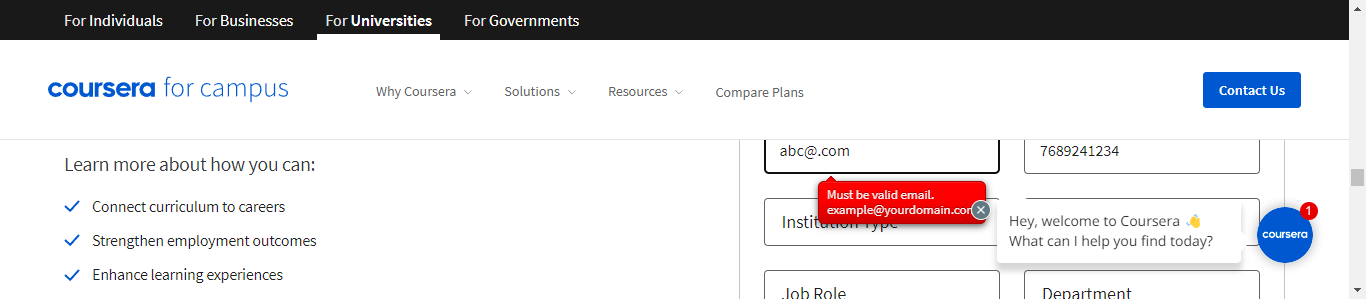 For Individuals For Businesses For Universities For Governments
coursera for campus Why Coursera Solutions Resources Compare Plans Contact Us
Learn more about how you can:
Connect curriculum to careers
Strengthen employment outcomes
Enhance learning experiences
abc@.com 7689241234
Must be valid email.
example@yourdomain.com
Institution Type
Hey, welcome to Coursera 👋
What can I help you find today?
coursera
1
Job Role Department